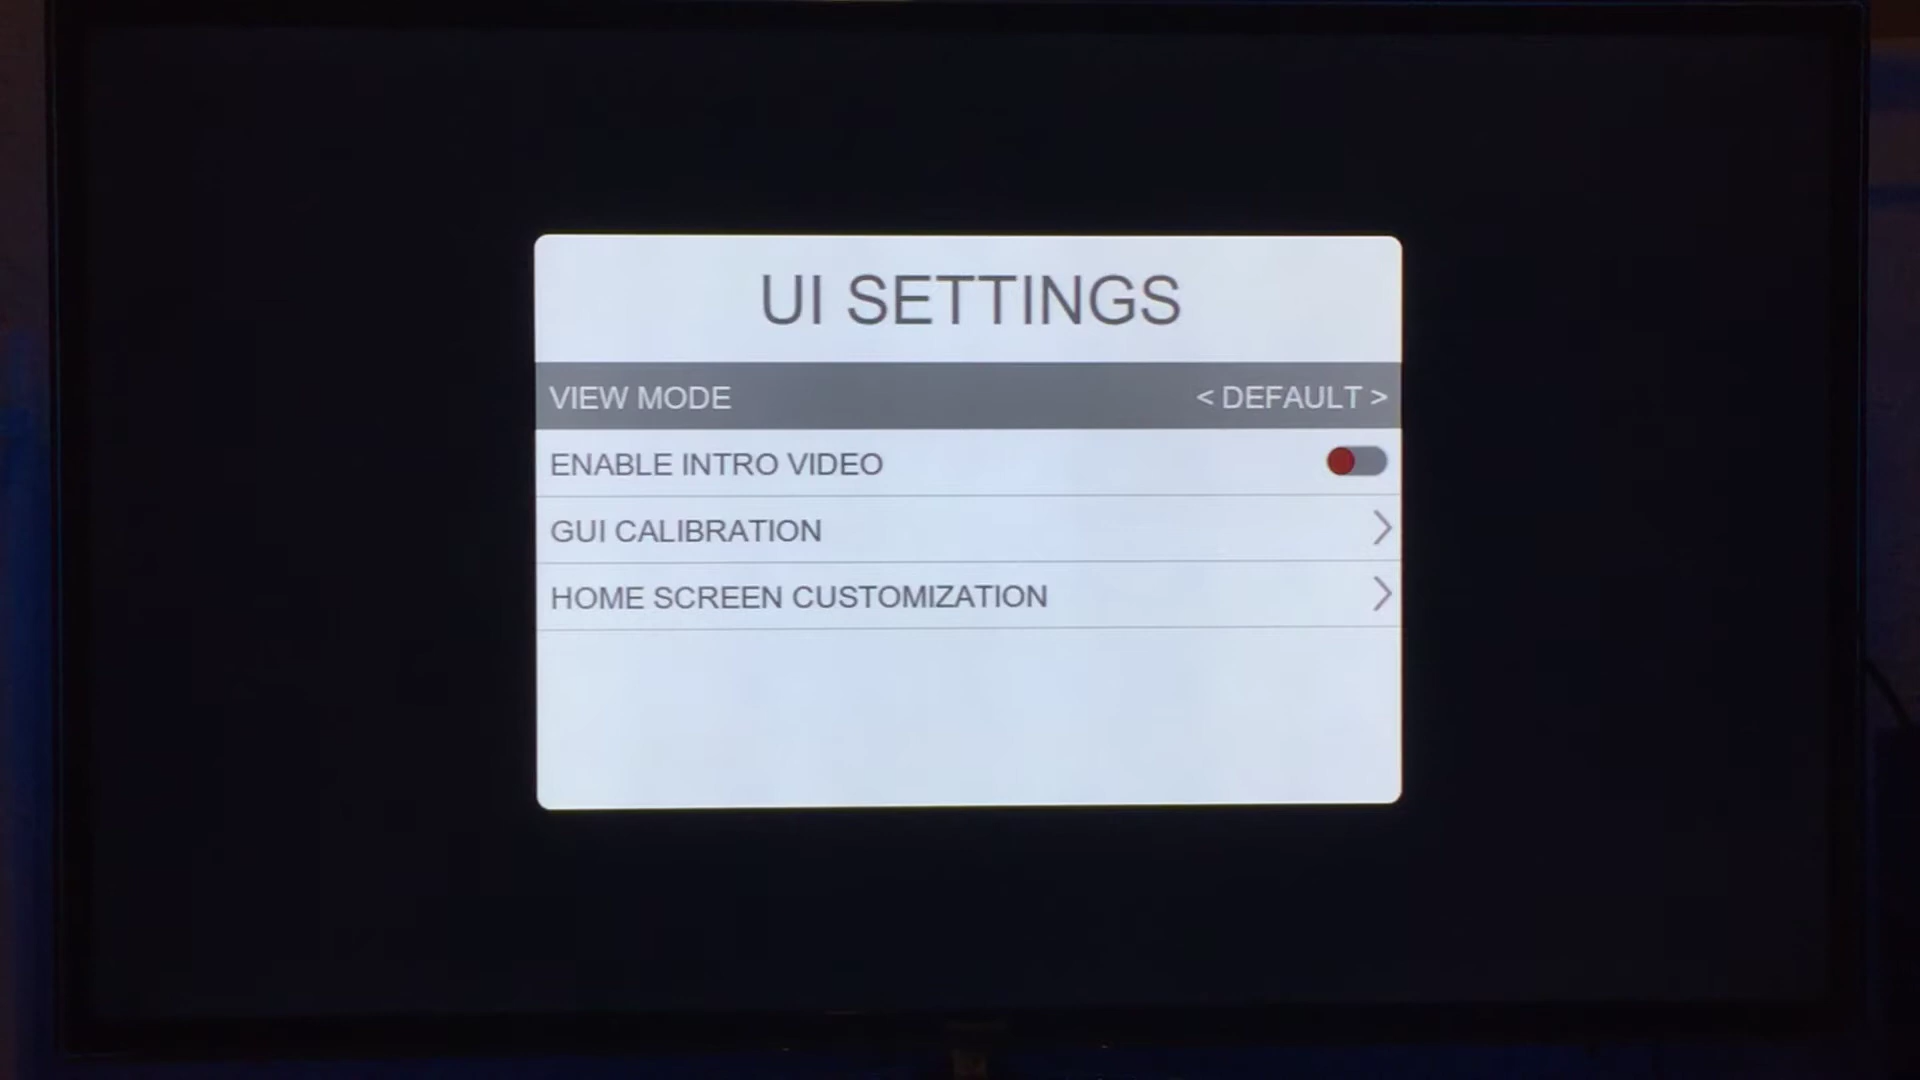 UI SETTINGS
VIEW MODE < DEFAULT >
ENABLE INTRO VIDEO
GUI CALIBRATION
HOME SCREEN CUSTOMIZATION